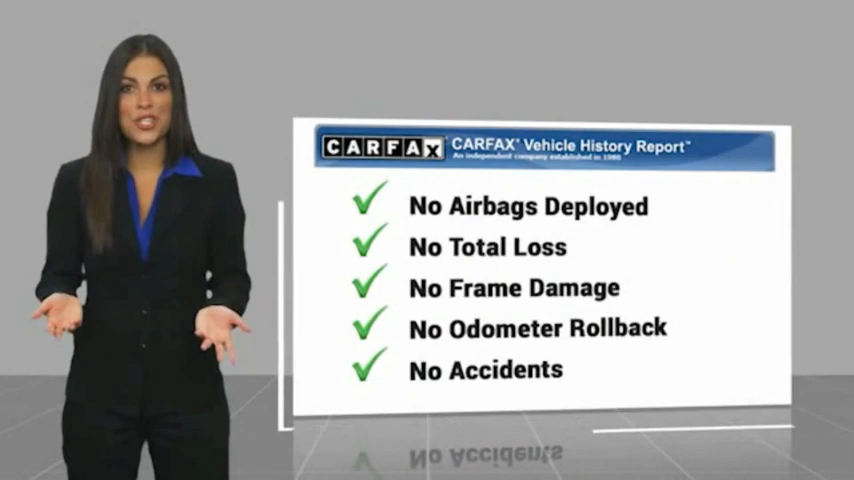 CARFAX CARFAX® Vehicle History Report™
An independent company established in 1986
No Airbags Deployed
No Total Loss
No Frame Damage
No Odometer Rollback
No Accidents
No Accidents